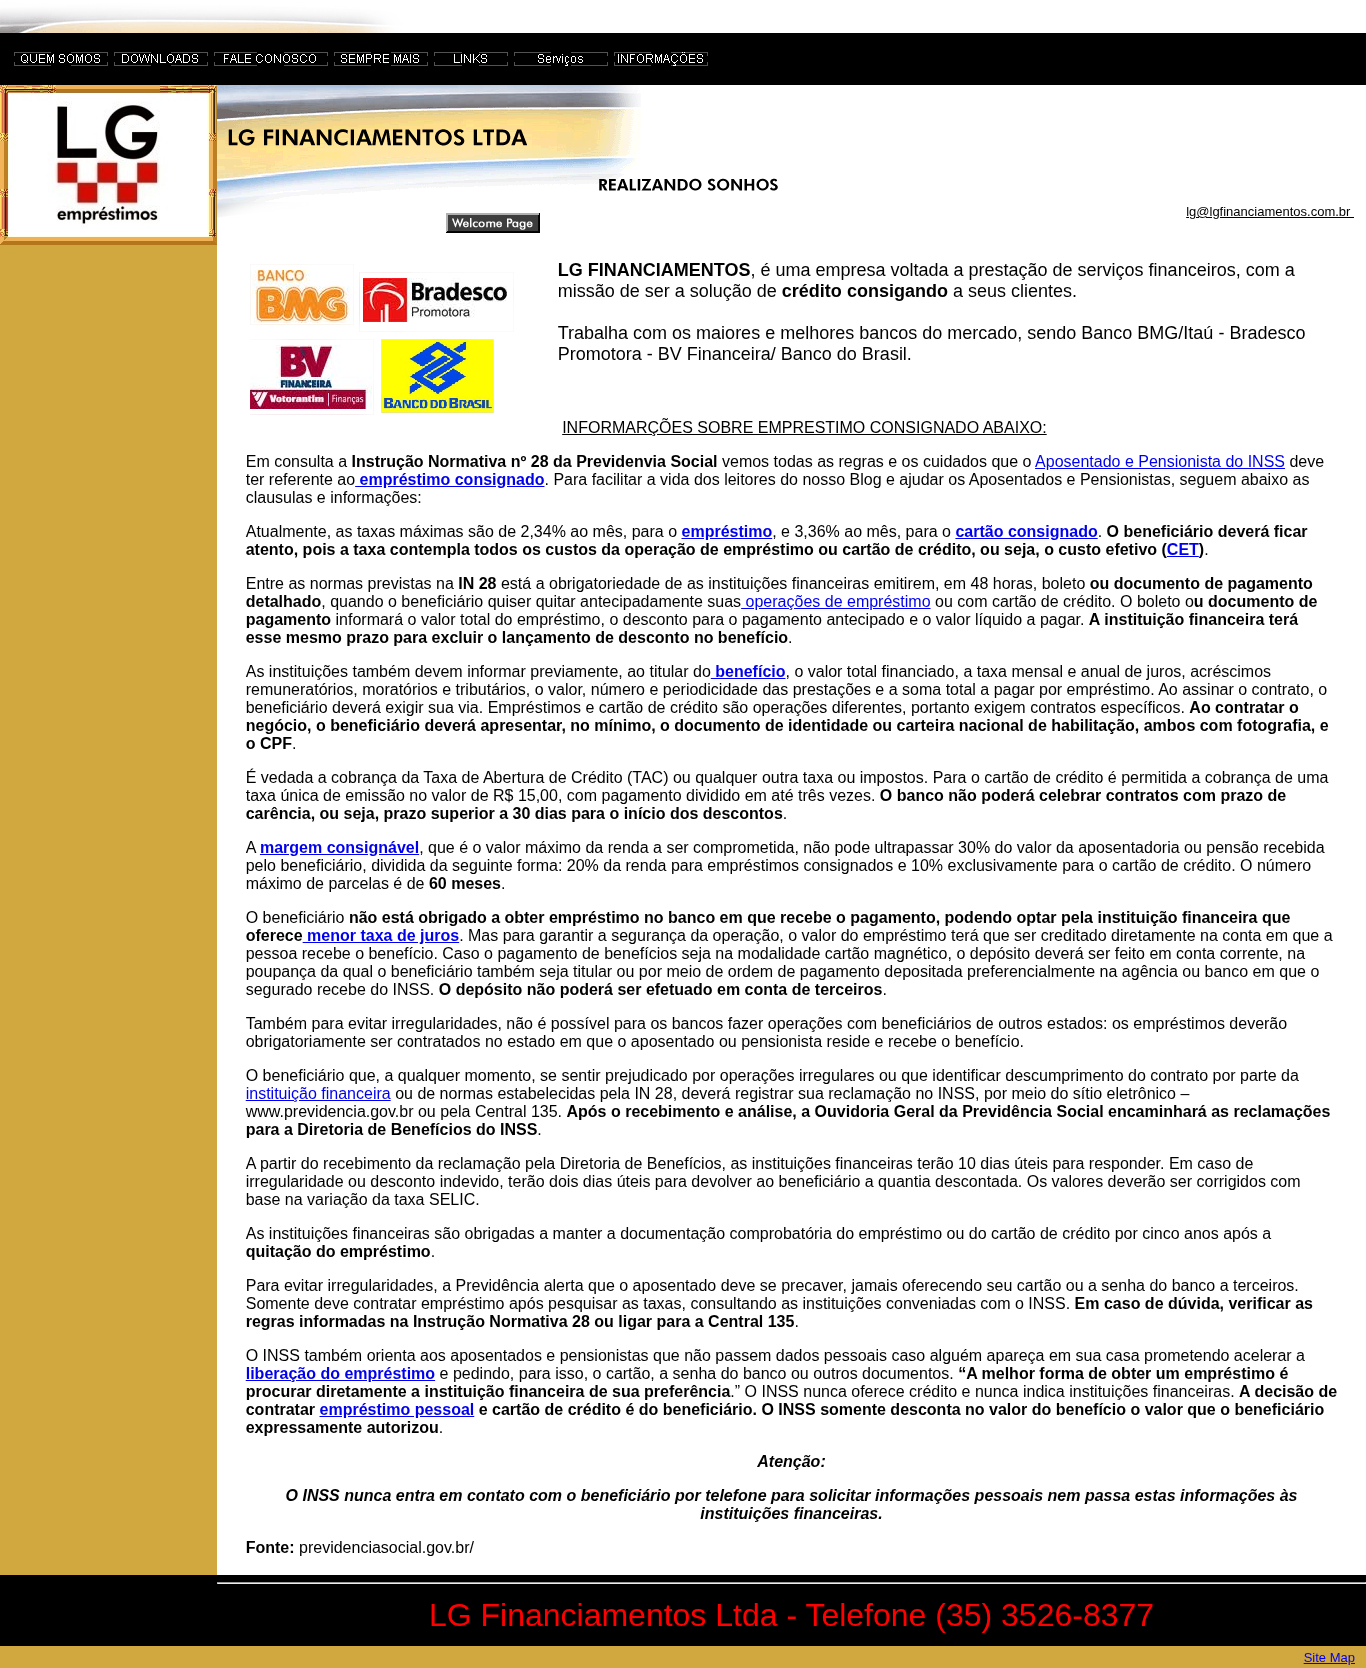 QUEM SOMOS DOWNLOADS FALE CONOSCO SEMPRE MAIS LINKS Serviços INFORMAÇÕES
LG
empréstimos
LG FINANCIAMENTOS LTDA
REALIZANDO SONHOS
lg@lgfinanciamentos.com.br
Welcome Page
BANCO
BMG
Bradesco
Promotora
BV
FINANCEIRA
Votorantim | Finanças
BANCO DO BRASIL
LG FINANCIAMENTOS, é uma empresa voltada a prestação de serviços financeiros, com a
missão de ser a solução de crédito consigando a seus clientes.
Trabalha com os maiores e melhores bancos do mercado, sendo Banco BMG/Itaú - Bradesco
Promotora - BV Financeira/ Banco do Brasil.
INFORMARÇÕES SOBRE EMPRESTIMO CONSIGNADO ABAIXO:
Em consulta a Instrução Normativa nº 28 da Previdenvia Social vemos todas as regras e os cuidados que o Aposentado e Pensionista do INSS deve
ter referente ao empréstimo consignado. Para facilitar a vida dos leitores do nosso Blog e ajudar os Aposentados e Pensionistas, seguem abaixo as
clausulas e informações:
Atualmente, as taxas máximas são de 2,34% ao mês, para o empréstimo, e 3,36% ao mês, para o cartão consignado. O beneficiário deverá ficar
atento, pois a taxa contempla todos os custos da operação de empréstimo ou cartão de crédito, ou seja, o custo efetivo (CET).
Entre as normas previstas na IN 28 está a obrigatoriedade de as instituições financeiras emitirem, em 48 horas, boleto ou documento de pagamento
detalhado, quando o beneficiário quiser quitar antecipadamente suas operações de empréstimo ou com cartão de crédito. O boleto ou documento de
pagamento informará o valor total do empréstimo, o desconto para o pagamento antecipado e o valor líquido a pagar. A instituição financeira terá
esse mesmo prazo para excluir o lançamento de desconto no benefício.
As instituições também devem informar previamente, ao titular do benefício, o valor total financiado, a taxa mensal e anual de juros, acréscimos
remuneratórios, moratórios e tributários, o valor, número e periodicidade das prestações e a soma total a pagar por empréstimo. Ao assinar o contrato, o
beneficiário deverá exigir sua via. Empréstimos e cartão de crédito são operações diferentes, portanto exigem contratos específicos. Ao contratar o
negócio, o beneficiário deverá apresentar, no mínimo, o documento de identidade ou carteira nacional de habilitação, ambos com fotografia, e
o CPF.
É vedada a cobrança da Taxa de Abertura de Crédito (TAC) ou qualquer outra taxa ou impostos. Para o cartão de crédito é permitida a cobrança de uma
taxa única de emissão no valor de R$ 15,00, com pagamento dividido em até três vezes. O banco não poderá celebrar contratos com prazo de
carência, ou seja, prazo superior a 30 dias para o início dos descontos.
A margem consignável, que é o valor máximo da renda a ser comprometida, não pode ultrapassar 30% do valor da aposentadoria ou pensão recebida
pelo beneficiário, dividida da seguinte forma: 20% da renda para empréstimos consignados e 10% exclusivamente para o cartão de crédito. O número
máximo de parcelas é de 60 meses.
O beneficiário não está obrigado a obter empréstimo no banco em que recebe o pagamento, podendo optar pela instituição financeira que
oferece menor taxa de juros. Mas para garantir a segurança da operação, o valor do empréstimo terá que ser creditado diretamente na conta em que a
pessoa recebe o benefício. Caso o pagamento de benefícios seja na modalidade cartão magnético, o depósito deverá ser feito em conta corrente, na
poupança da qual o beneficiário também seja titular ou por meio de ordem de pagamento depositada preferencialmente na agência ou banco em que o
segurado recebe do INSS. O depósito não poderá ser efetuado em conta de terceiros.
Também para evitar irregularidades, não é possível para os bancos fazer operações com beneficiários de outros estados: os empréstimos deverão
obrigatoriamente ser contratados no estado em que o aposentado ou pensionista reside e recebe o benefício.
O beneficiário que, a qualquer momento, se sentir prejudicado por operações irregulares ou que identificar descumprimento do contrato por parte da
instituição financeira ou de normas estabelecidas pela IN 28, deverá registrar sua reclamação no INSS, por meio do sítio eletrônico –
www.previdencia.gov.br ou pela Central 135. Após o recebimento e análise, a Ouvidoria Geral da Previdência Social encaminhará as reclamações
para a Diretoria de Benefícios do INSS.
A partir do recebimento da reclamação pela Diretoria de Benefícios, as instituições financeiras terão 10 dias úteis para responder. Em caso de
irregularidade ou desconto indevido, terão dois dias úteis para devolver ao beneficiário a quantia descontada. Os valores deverão ser corrigidos com
base na variação da taxa SELIC.
As instituições financeiras são obrigadas a manter a documentação comprobatória do empréstimo ou do cartão de crédito por cinco anos após a
quitação do empréstimo.
Para evitar irregularidades, a Previdência alerta que o aposentado deve se precaver, jamais oferecendo seu cartão ou a senha do banco a terceiros.
Somente deve contratar empréstimo após pesquisar as taxas, consultando as instituições conveniadas com o INSS. Em caso de dúvida, verificar as
regras informadas na Instrução Normativa 28 ou ligar para a Central 135.
O INSS também orienta aos aposentados e pensionistas que não passem dados pessoais caso alguém apareça em sua casa prometendo acelerar a
liberação do empréstimo e pedindo, para isso, o cartão, a senha do banco ou outros documentos. “A melhor forma de obter um empréstimo é
procurar diretamente a instituição financeira de sua preferência.” O INSS nunca oferece crédito e nunca indica instituições financeiras. A decisão de
contratar empréstimo pessoal e cartão de crédito é do beneficiário. O INSS somente desconta no valor do benefício o valor que o beneficiário
expressamente autorizou.
Atenção:
O INSS nunca entra em contato com o beneficiário por telefone para solicitar informações pessoais nem passa estas informações às
instituições financeiras.
Fonte: previdenciasocial.gov.br/
LG Financiamentos Ltda - Telefone (35) 3526-8377
Site Map